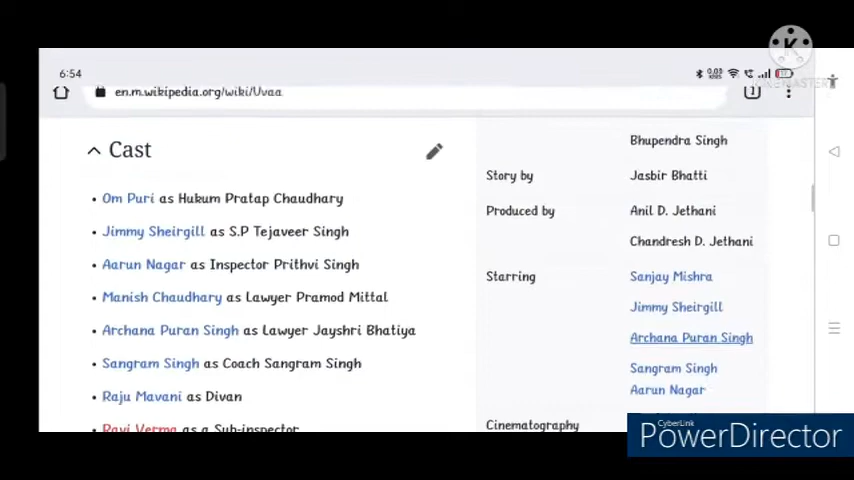 6:54
en.m.wikipedia.org/wiki/Uvaa
1
KINEMASTER
Cast
Om Puri as Hukum Pratap Chaudhary
Jimmy Sheirgill as S.P Tejaveer Singh
Aarun Nagar as Inspector Prithvi Singh
Manish Chaudhary as Lawyer Pramod Mittal
Archana Puran Singh as Lawyer Jayshri Bhatiya
Sangram Singh as Coach Sangram Singh
Raju Mavani as Divan
Ravi Verma as a Sub-inspector
Bhupendra Singh
Story by Jasbir Bhatti
Produced by Anil D. Jethani
Chandresh D. Jethani
Starring Sanjay Mishra
Jimmy Sheirgill
Archana Puran Singh
Sangram Singh
Aarun Nagar
Cinematography
CyberLink
PowerDirector